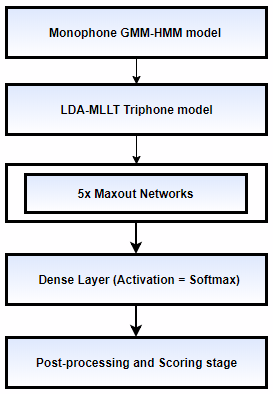 Monophone GMM-HMM model
LDA-MLLT Triphone model
5x Maxout Networks
Dense Layer (Activation = Softmax)
Post-processing and Scoring stage